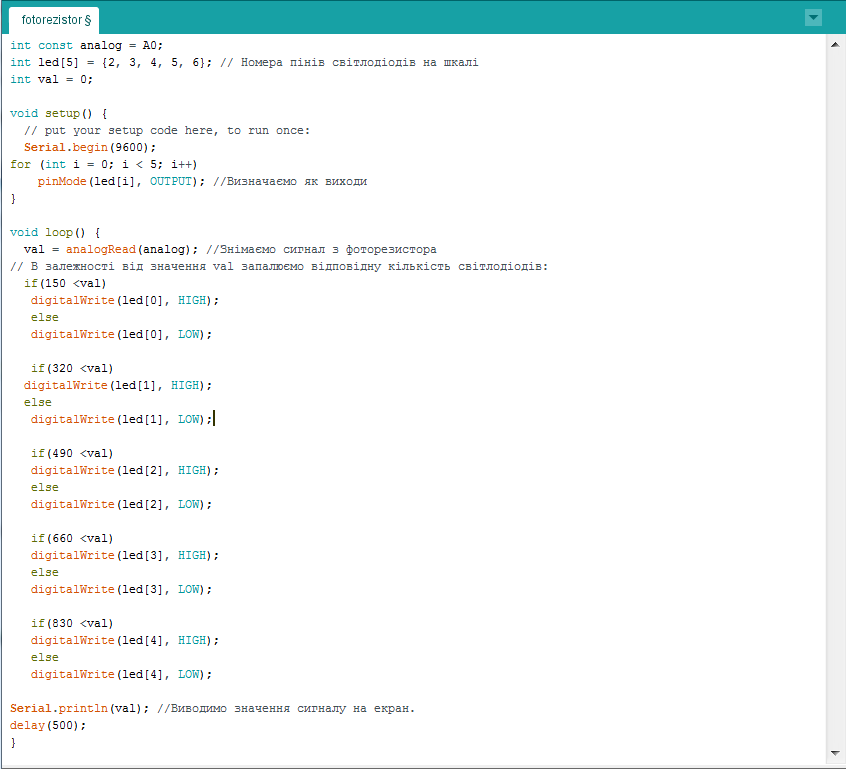 fotorezistor §
int const analog = A0;
int led[5] = {2, 3, 4, 5, 6}; // Номера пінів світлодіодів на шкалі
int val = 0;

void setup() {
  // put your setup code here, to run once:
  Serial.begin(9600);
for (int i = 0; i < 5; i++)
    pinMode(led[i], OUTPUT); //Визначаємо як виходи
}

void loop() {
  val = analogRead(analog); //Знімаємо сигнал з фоторезистора
// В залежності від значення val запалюємо відповідну кількість світлодіодів:
  if(150 <val)
   digitalWrite(led[0], HIGH);
   else
   digitalWrite(led[0], LOW);

   if(320 <val)
  digitalWrite(led[1], HIGH);
  else
   digitalWrite(led[1], LOW);

   if(490 <val)
   digitalWrite(led[2], HIGH);
   else
   digitalWrite(led[2], LOW);

   if(660 <val)
   digitalWrite(led[3], HIGH);
   else
   digitalWrite(led[3], LOW);

   if(830 <val)
   digitalWrite(led[4], HIGH);
   else
   digitalWrite(led[4], LOW);

Serial.println(val); //Виводимо значення сигналу на екран.
delay(500);
}